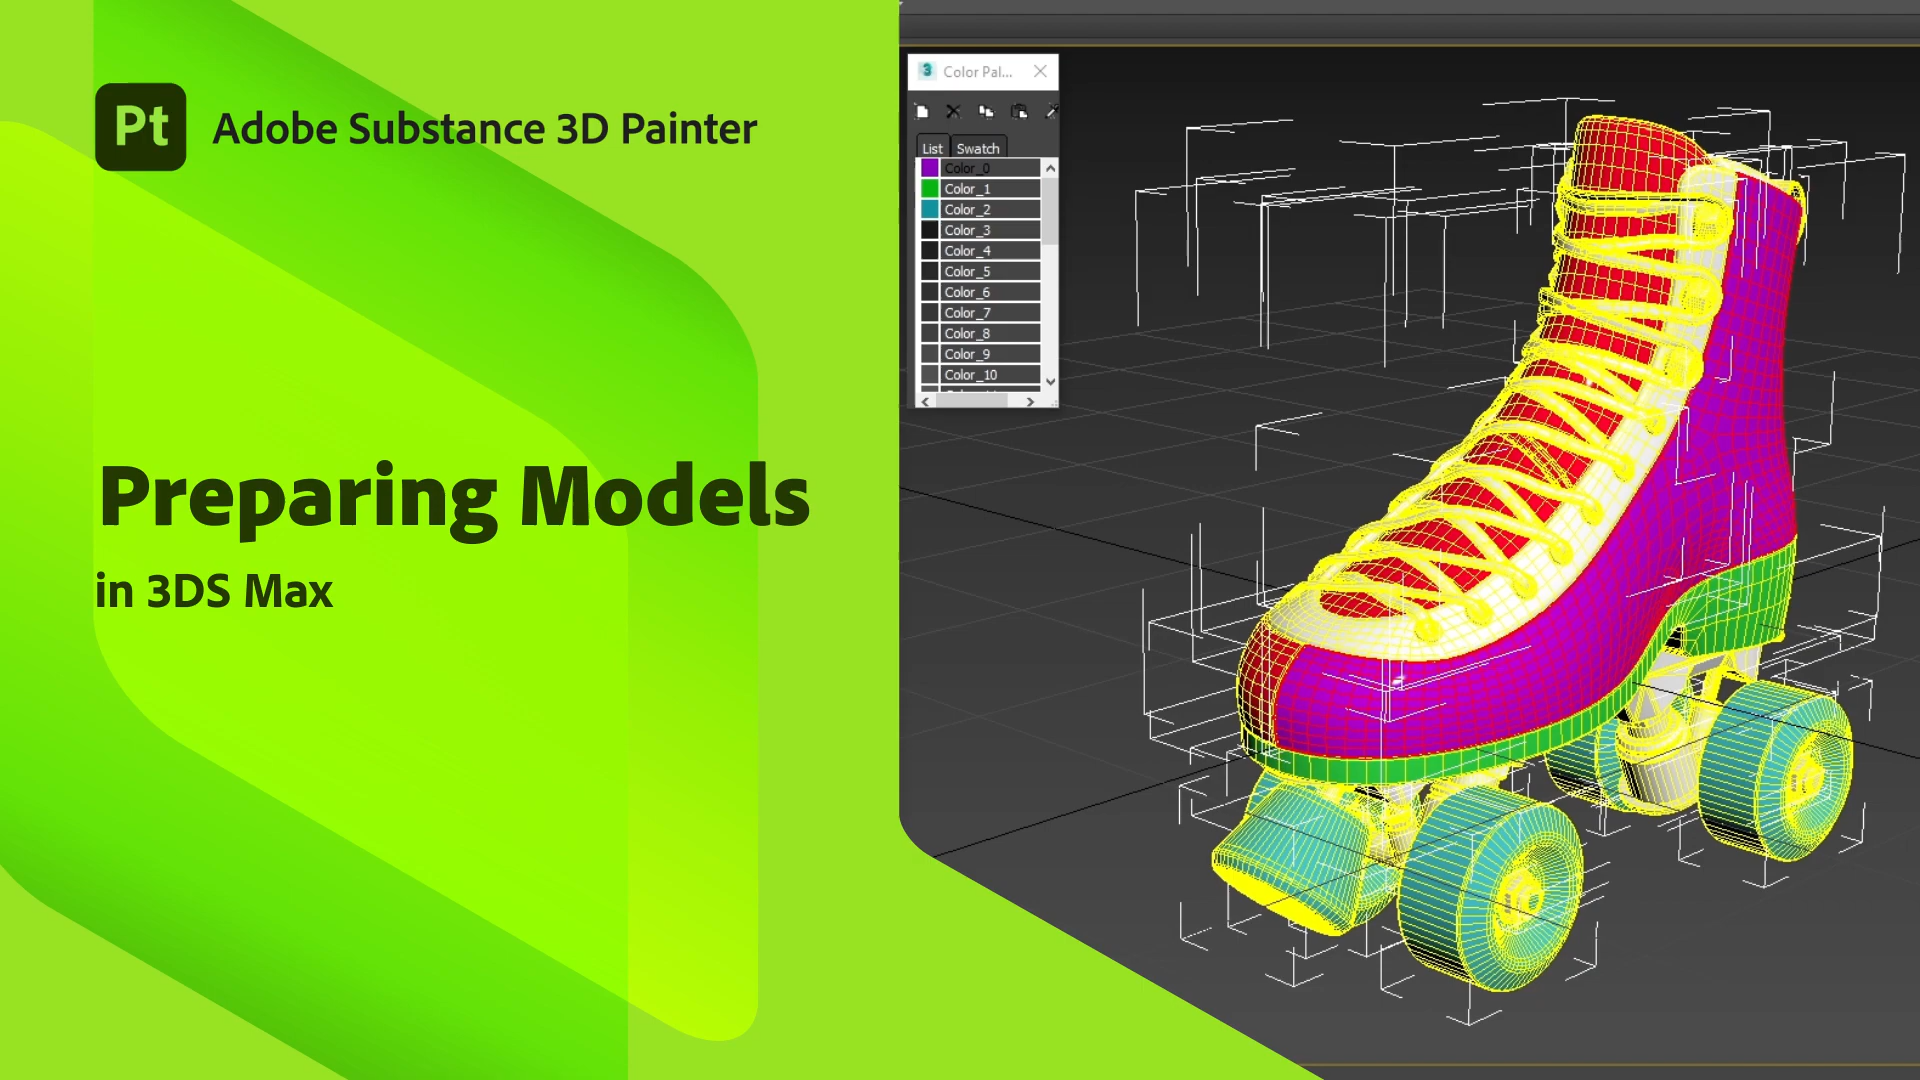 Pt
Adobe Substance 3D Painter
Preparing Models
in 3DS Max
3 Color Pal...
List Swatch
Color_0
Color_1
Color_2
Color_3
Color_4
Color_5
Color_6
Color_7
Color_8
Color_9
Color_10